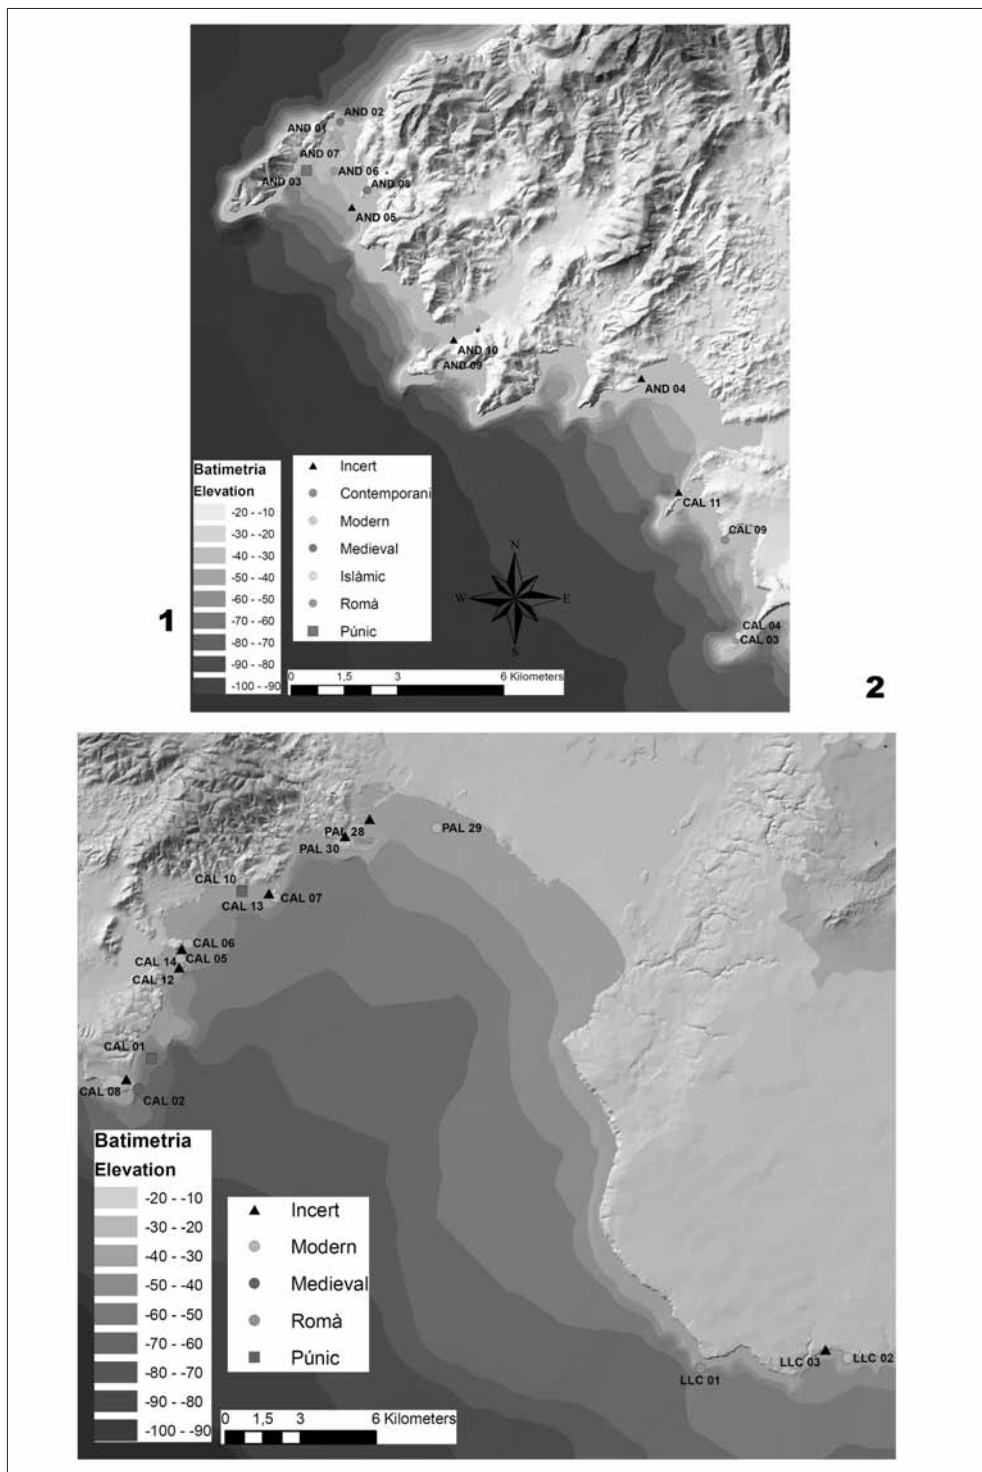 AND 02
AND 01
AND 07
AND 06
AND 03
AND 08
AND 05
AND 10
AND 09
AND 04
CAL 11
CAL 09
CAL 04
CAL 03
Batimetria
Elevation
-20 - -10
-30 - -20
-40 - -30
-50 - -40
-60 - -50
-70 - -60
-80 - -70
-90 - -80
-100 - -90
Incert
Contemporani
Modern
Medieval
Islàmic
Romà
Púnic
N
W
E
S
0 1,5 3 6 Kilometers
1
2
PAL 28
PAL 29
PAL 30
CAL 10
CAL 13
CAL 07
CAL 06
CAL 14
CAL 05
CAL 12
CAL 01
CAL 08
CAL 02
Batimetria
Elevation
-20 - -10
-30 - -20
-40 - -30
-50 - -40
-60 - -50
-70 - -60
-80 - -70
-90 - -80
-100 - -90
Incert
Modern
Medieval
Romà
Púnic
0 1,5 3 6 Kilometers
LLC 03
LLC 02
LLC 01